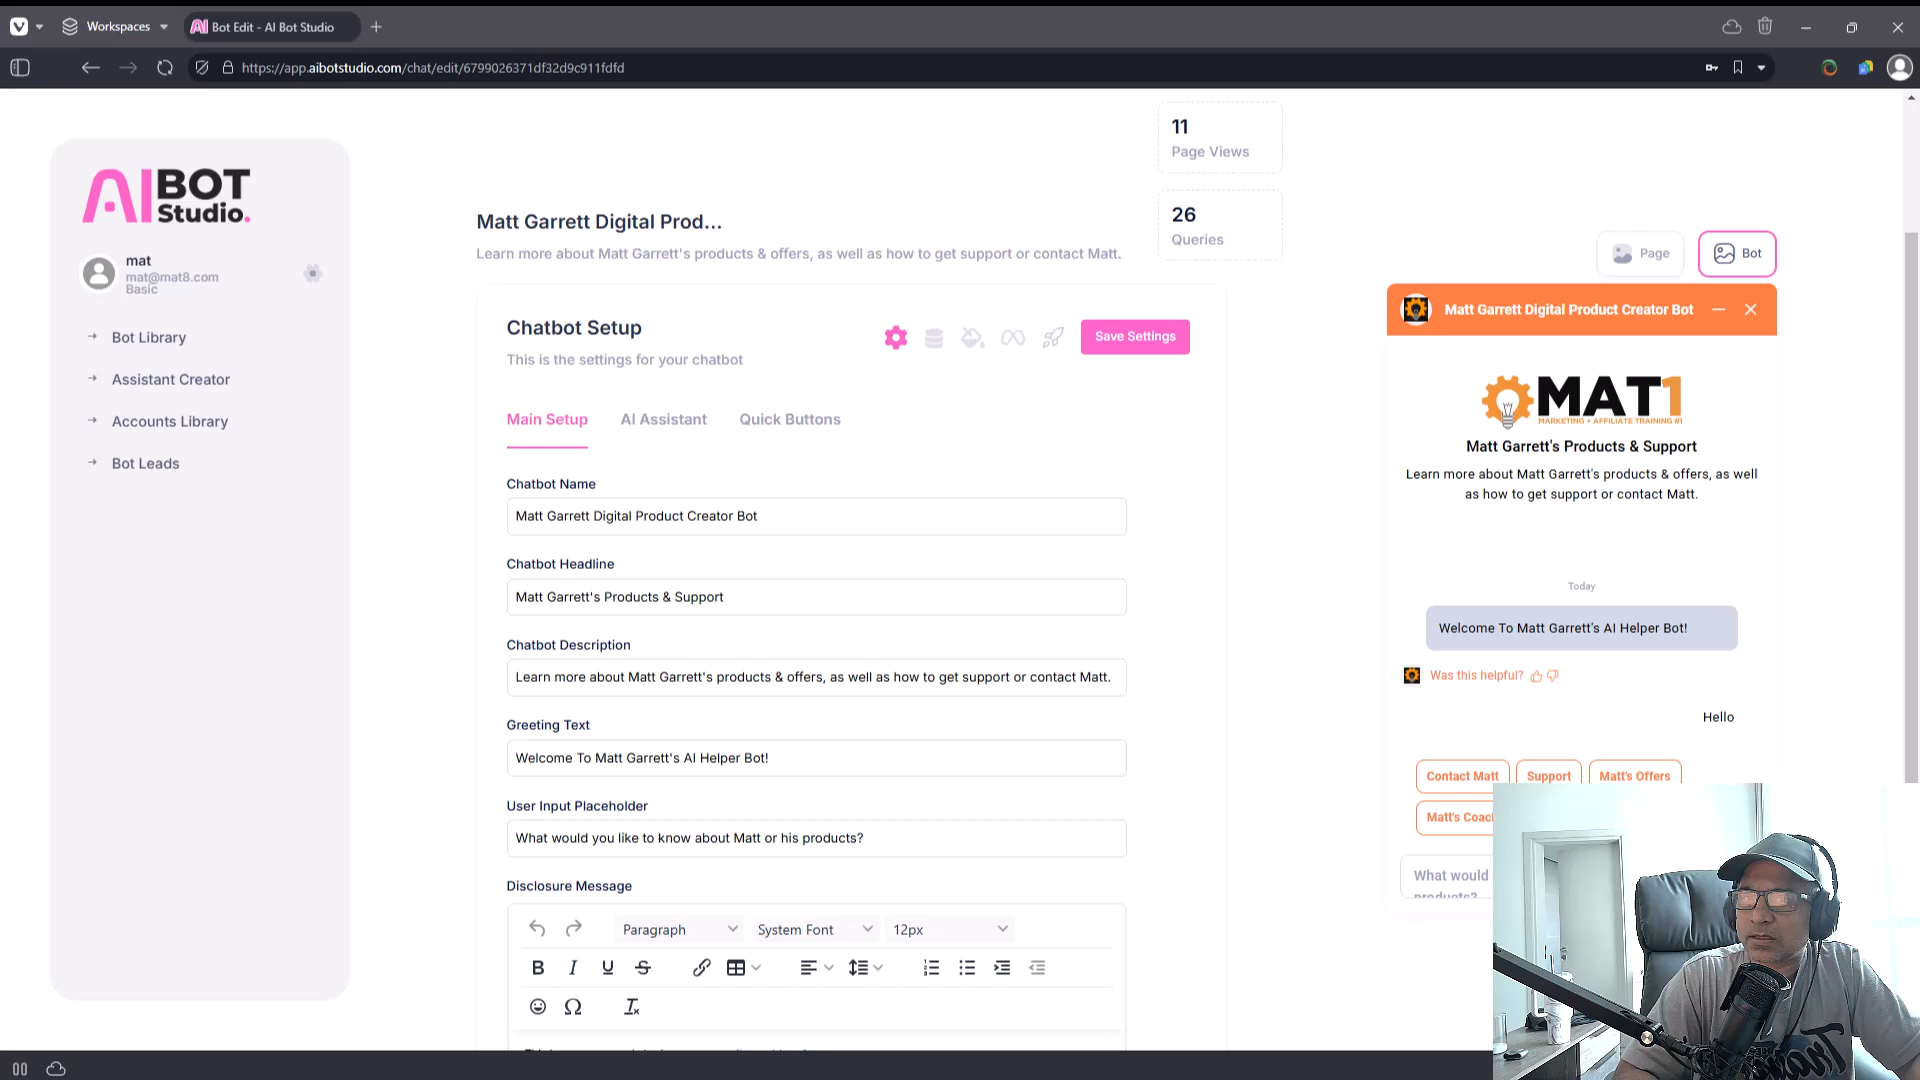 Workspaces
Bot Edit - AI Bot Studio
https://app.aibotstudio.com/chat/edit/6799026371df32d9c911fdfd
AI BOT
Studio.
mat
mat@mat8.com
Basic
Bot Library
Assistant Creator
Accounts Library
Bot Leads
11
Page Views
26
Queries
Matt Garrett Digital Prod...
Learn more about Matt Garrett's products & offers, as well as how to get support or contact Matt.
Chatbot Setup
This is the settings for your chatbot
Save Settings
Main Setup
AI Assistant
Quick Buttons
Chatbot Name
Matt Garrett Digital Product Creator Bot
Chatbot Headline
Matt Garrett's Products & Support
Chatbot Description
Learn more about Matt Garrett's products & offers, as well as how to get support or contact Matt.
Greeting Text
Welcome To Matt Garrett's AI Helper Bot!
User Input Placeholder
What would you like to know about Matt or his products?
Disclosure Message
Paragraph
System Font
12px
Page
Bot
Matt Garrett Digital Product Creator Bot
MAT1
MARKETING + AFFILIATE TRAINING #1
Matt Garrett's Products & Support
Learn more about Matt Garrett's products & offers, as well
as how to get support or contact Matt.
Today
Welcome To Matt Garrett's AI Helper Bot!
Was this helpful?
Hello
Contact Matt
Support
Matt's Offers
Matt's Coac
What would
products?